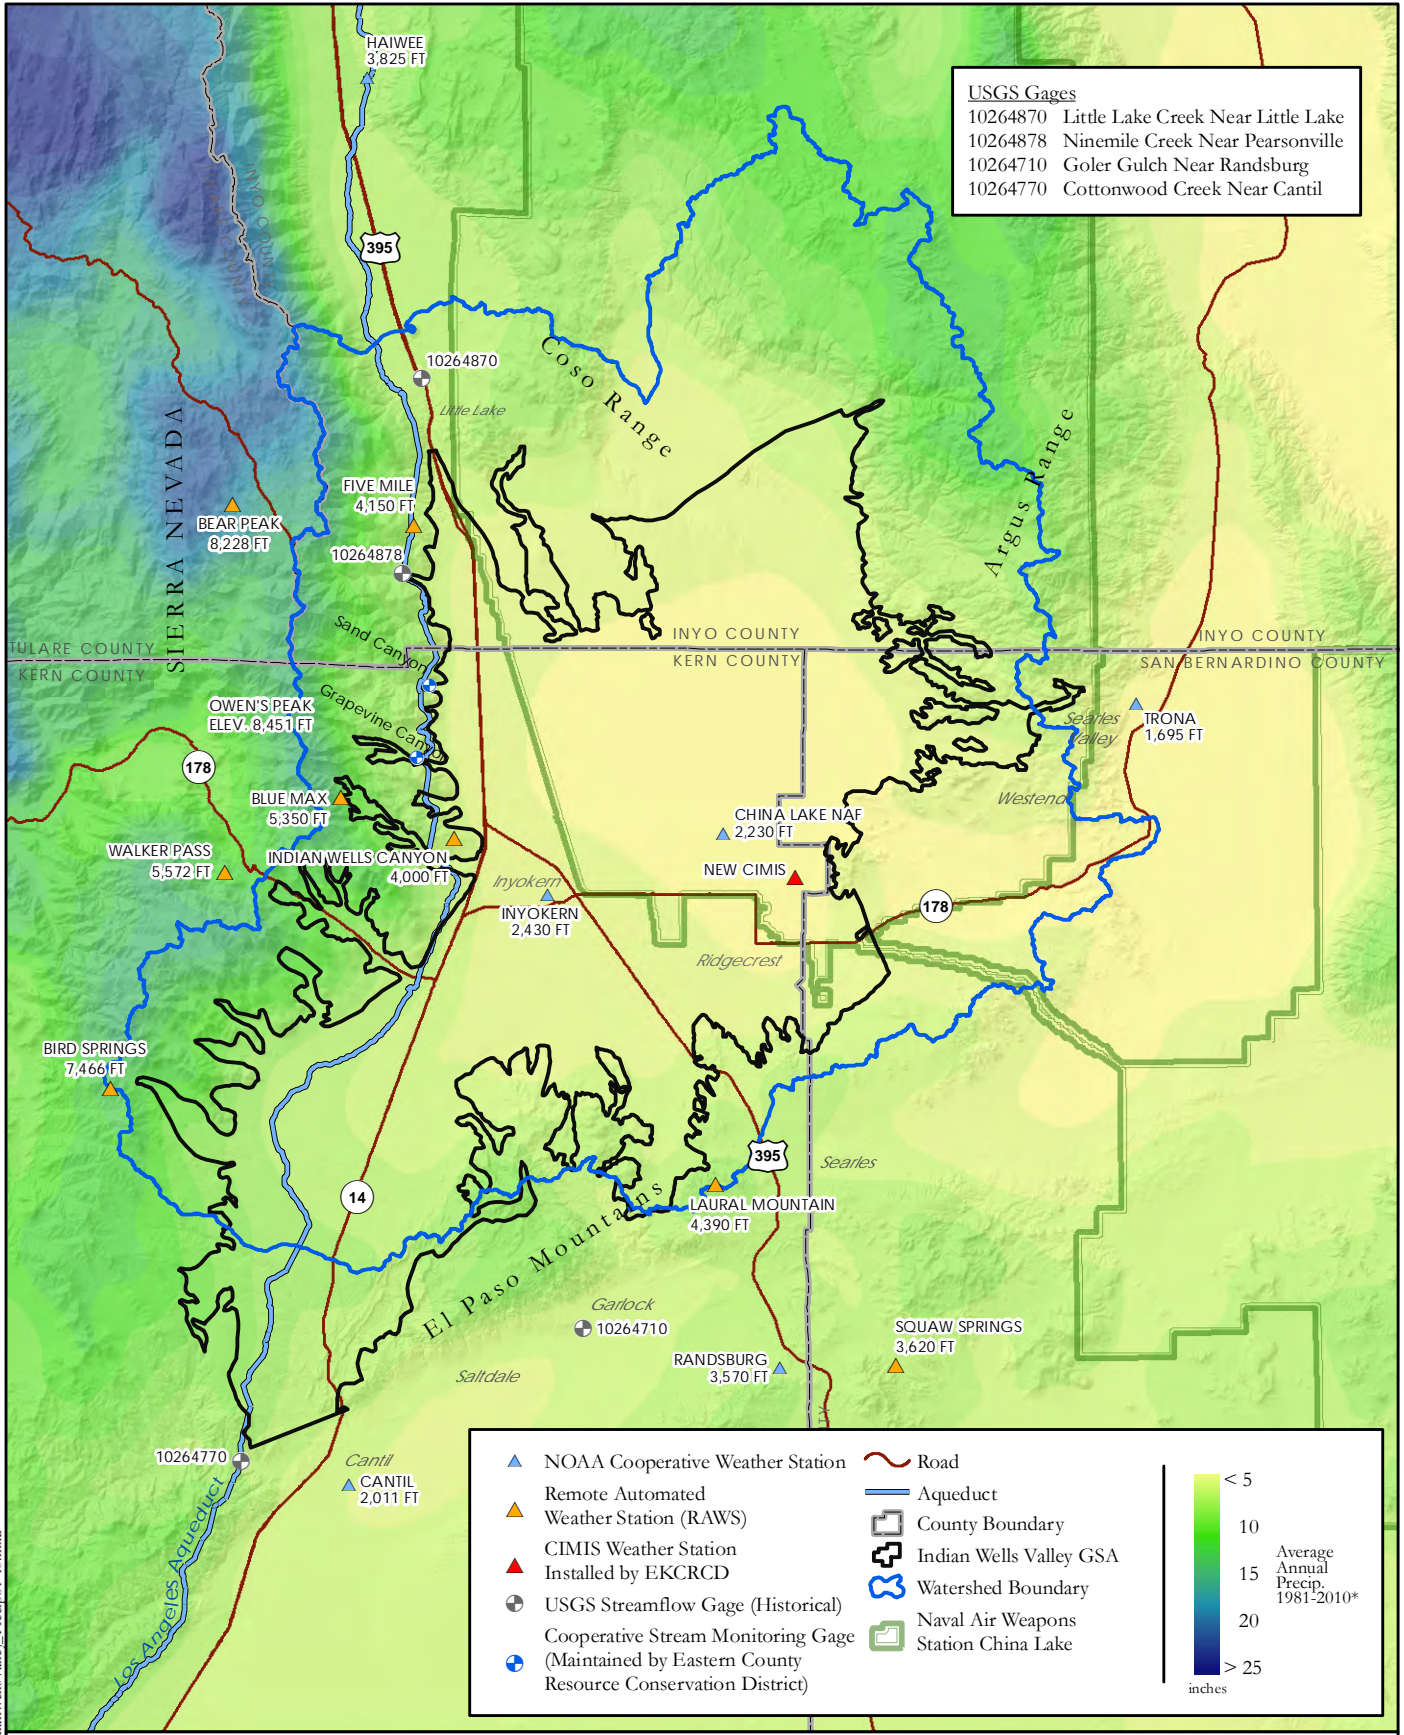 HAIWEE
3,825 FT
USGS Gages
10264870 Little Lake Creek Near Little Lake
10264878 Ninemile Creek Near Pearsonville
10264710 Goler Gulch Near Randsburg
10264770 Cottonwood Creek Near Cantil
INYO COUNTY
395
10264870
Little Lake
Coso Range
Argus Range
SIERRA NEVADA
FIVE MILE
4,150 FT
BEAR PEAK
8,228 FT
10264878
Sand Canyon
TULARE COUNTY
KERN COUNTY
INYO COUNTY
KERN COUNTY
INYO COUNTY
SAN BERNARDINO COUNTY
Grapevine Canyon
OWEN'S PEAK
ELEV. 8,451 FT
Searles
Valley
TRONA
1,695 FT
178
BLUE MAX
5,350 FT
Westend
CHINA LAKE NAF
2,230 FT
WALKER PASS
5,572 FT
INDIAN WELLS CANYON
4,000 FT
NEW CIMIS
Inyokern
INYOKERN
2,430 FT
178
Ridgecrest
BIRD SPRINGS
7,466 FT
395
Searles
14
LAURAL MOUNTAIN
4,390 FT
El Paso Mountains
Garlock
10264710
SQUAW SPRINGS
3,620 FT
RANDSBURG
3,570 FT
Saltdale
10264770
Cantil
CANTIL
2,011 FT
Los Angeles Aqueduct
NOAA Cooperative Weather Station
Remote Automated
Weather Station (RAWS)
CIMIS Weather Station
Installed by EKCRCD
USGS Streamflow Gage (Historical)
Cooperative Stream Monitoring Gage
(Maintained by Eastern County
Resource Conservation District)
Road
Aqueduct
County Boundary
Indian Wells Valley GSA
Watershed Boundary
Naval Air Weapons
Station China Lake
< 5
10
15
20
> 25
inches
Average
Annual
Precip.
1981-2010*